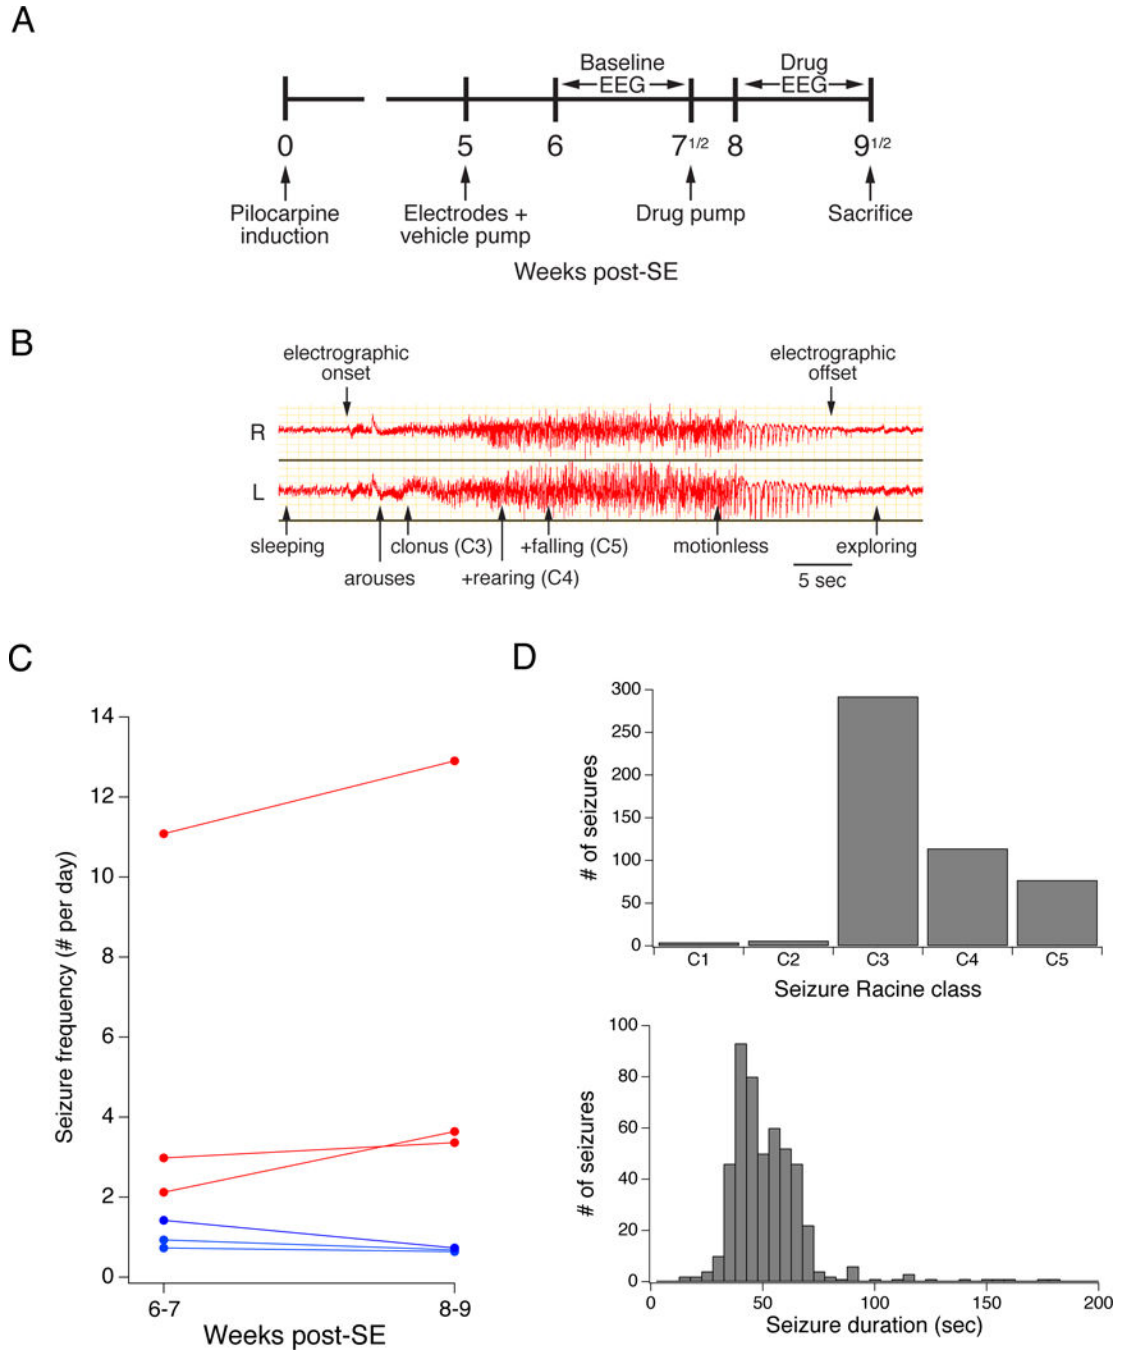 A
Baseline
EEG
Drug
EEG
0
5
6
7 1/2
8
9 1/2
Pilocarpine
induction
Electrodes +
vehicle pump
Drug pump
Sacrifice
Weeks post-SE
B
electrographic
onset
electrographic
offset
R
L
sleeping
clonus (C3)
+falling (C5)
motionless
exploring
arouses
+rearing (C4)
5 sec
C
14
12
10
8
6
4
2
0
Seizure frequency (# per day)
6-7
8-9
Weeks post-SE
D
300
250
200
150
100
50
0
# of seizures
C1
C2
C3
C4
C5
Seizure Racine class
100
80
60
40
20
0
# of seizures
0
50
100
150
200
Seizure duration (sec)